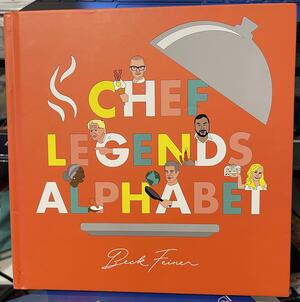 CHEF
LEGENDS
ALPHABET
Beck Feiner